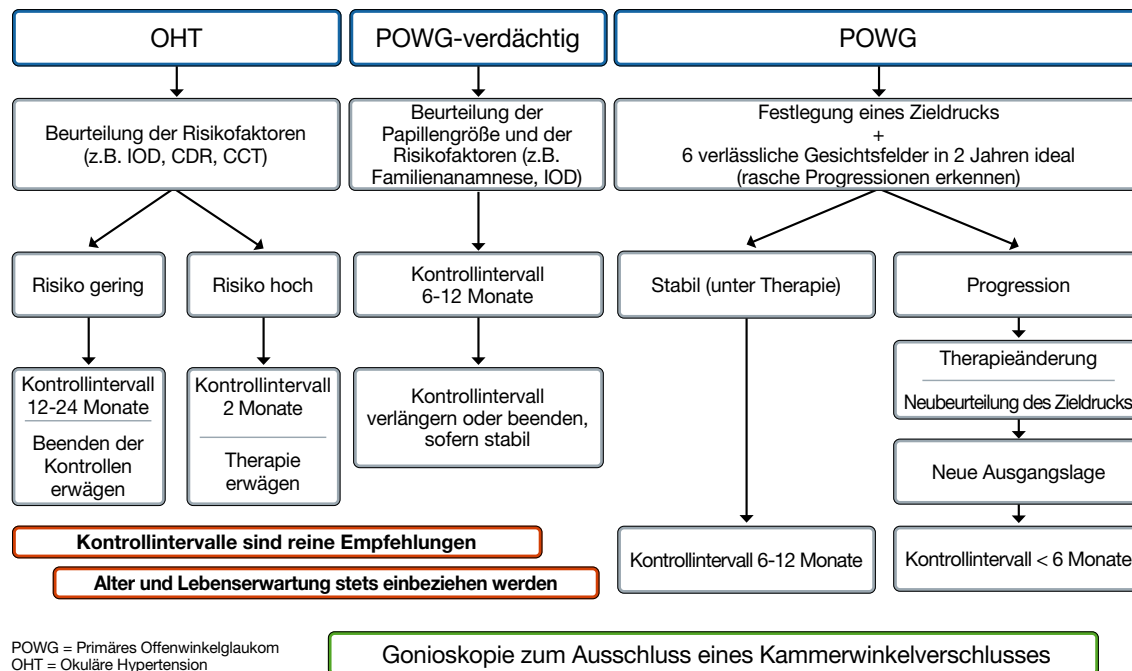 OHT
POWG-verdächtig
POWG
Beurteilung der Risikofaktoren
(z.B. IOD, CDR, CCT)
Beurteilung der
Papillengröße und der
Risikofaktoren (z.B.
Familienanamnese, IOD)
Festlegung eines Zieldrucks
+
6 verlässliche Gesichtsfelder in 2 Jahren ideal
(rasche Progressionen erkennen)
Risiko gering
Risiko hoch
Kontrollintervall
6-12 Monate
Stabil (unter Therapie)
Progression
Kontrollintervall
12-24 Monate
Beenden der
Kontrollen
erwägen
Kontrollintervall
2 Monate
Therapie
erwägen
Kontrollintervall
verlängern oder beenden,
sofern stabil
Therapieänderung
Neubeurteilung des Zieldrucks
Neue Ausgangslage
Kontrollintervall 6-12 Monate
Kontrollintervall < 6 Monate
Kontrollintervalle sind reine Empfehlungen
Alter und Lebenserwartung stets einbeziehen werden
POWG = Primäres Offenwinkelglaukom
OHT = Okuläre Hypertension
Gonioskopie zum Ausschluss eines Kammerwinkelverschlusses